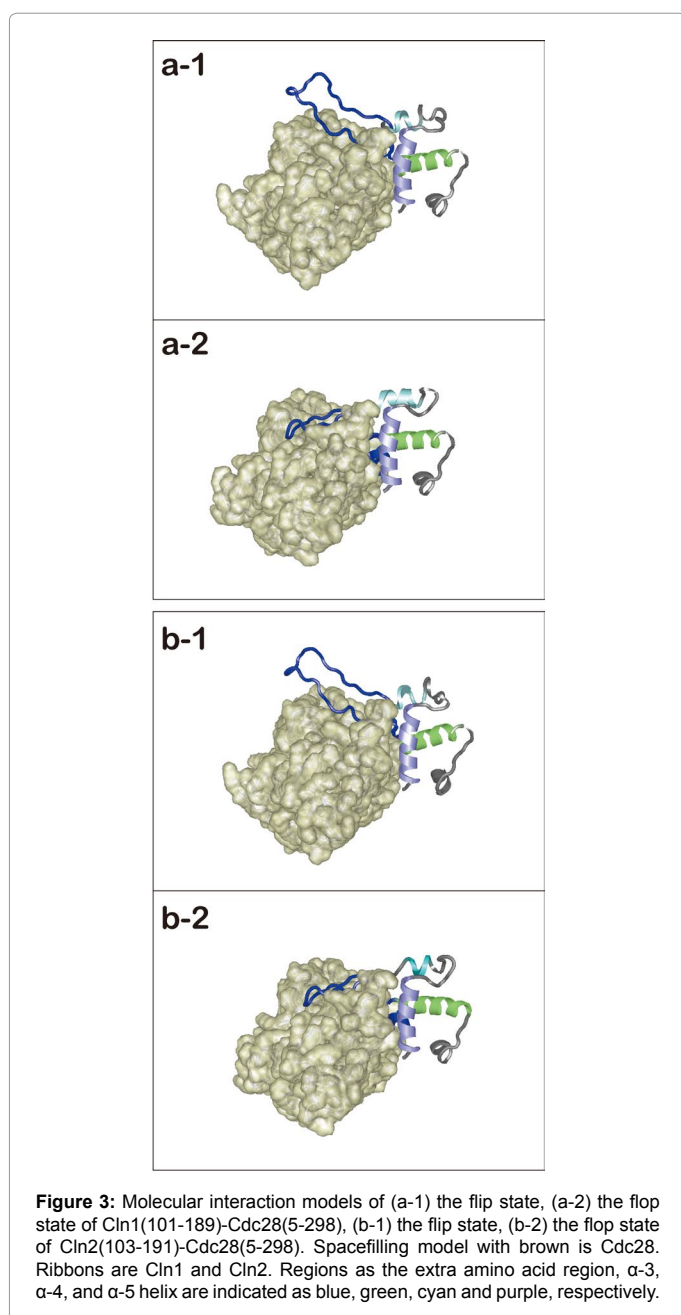 a-1
a-2
b-1
b-2
Figure 3: Molecular interaction models of (a-1) the flip state, (a-2) the flop
state of Cln1(101-189)-Cdc28(5-298), (b-1) the flip state, (b-2) the flop state
of Cln2(103-191)-Cdc28(5-298). Spacefilling model with brown is Cdc28.
Ribbons are Cln1 and Cln2. Regions as the extra amino acid region, α-3,
α-4, and α-5 helix are indicated as blue, green, cyan and purple, respectively.